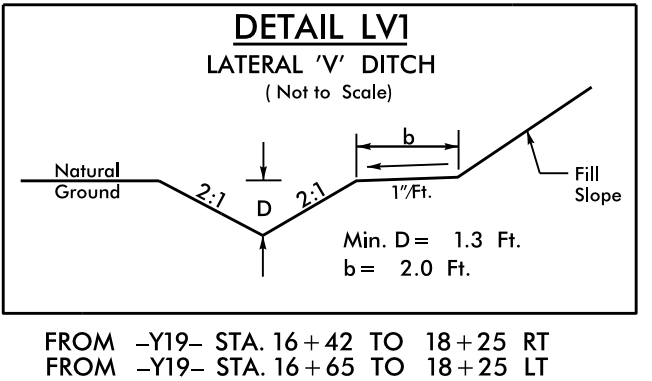 DETAIL LV1
LATERAL 'V' DITCH
( Not to Scale)
b
Natural
Ground
2:1
D
2:1
1"/Ft.
Fill
Slope
Min. D = 1.3 Ft.
b = 2.0 Ft.
FROM -Y19- STA. 16+42 TO 18+25 RT
FROM -Y19- STA. 16+65 TO 18+25 LT